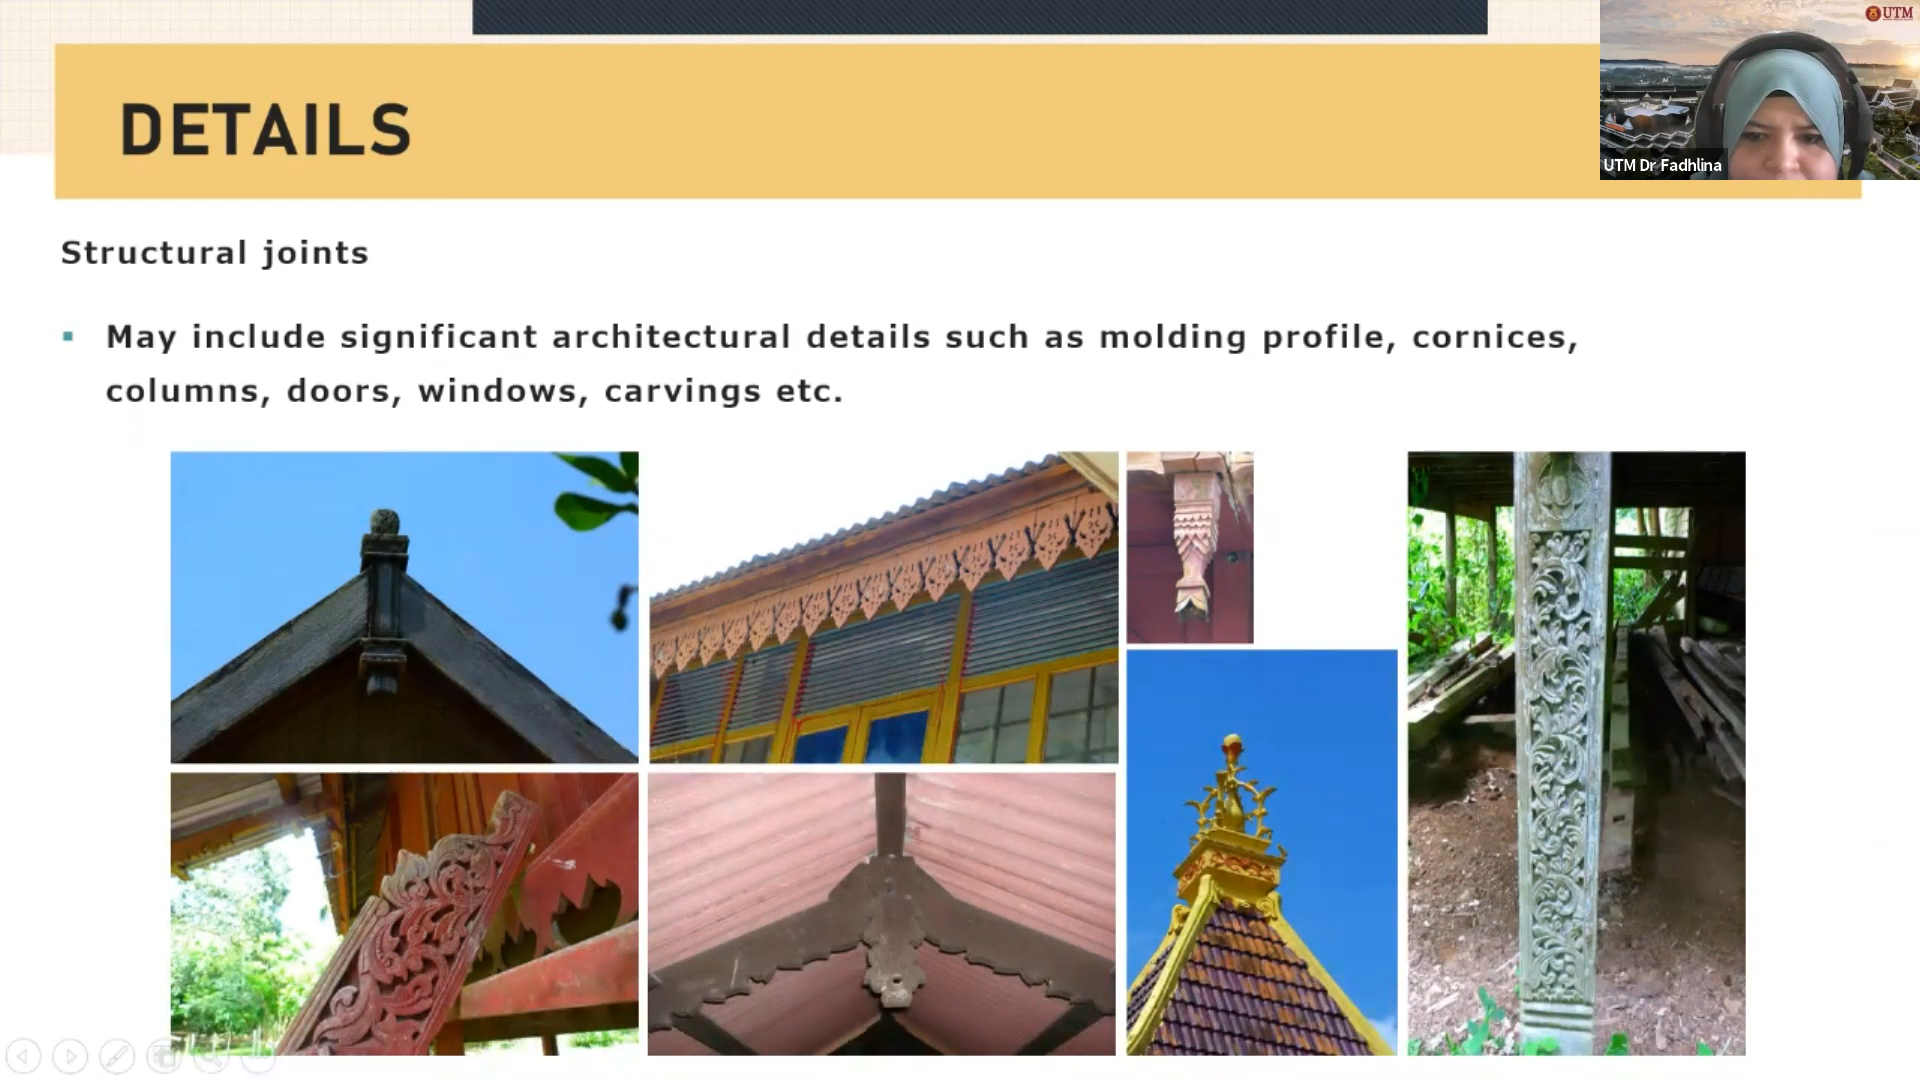 DETAILS
UTM
UTM Dr Fadhlina
Structural joints
May include significant architectural details such as molding profile, cornices,
columns, doors, windows, carvings etc.